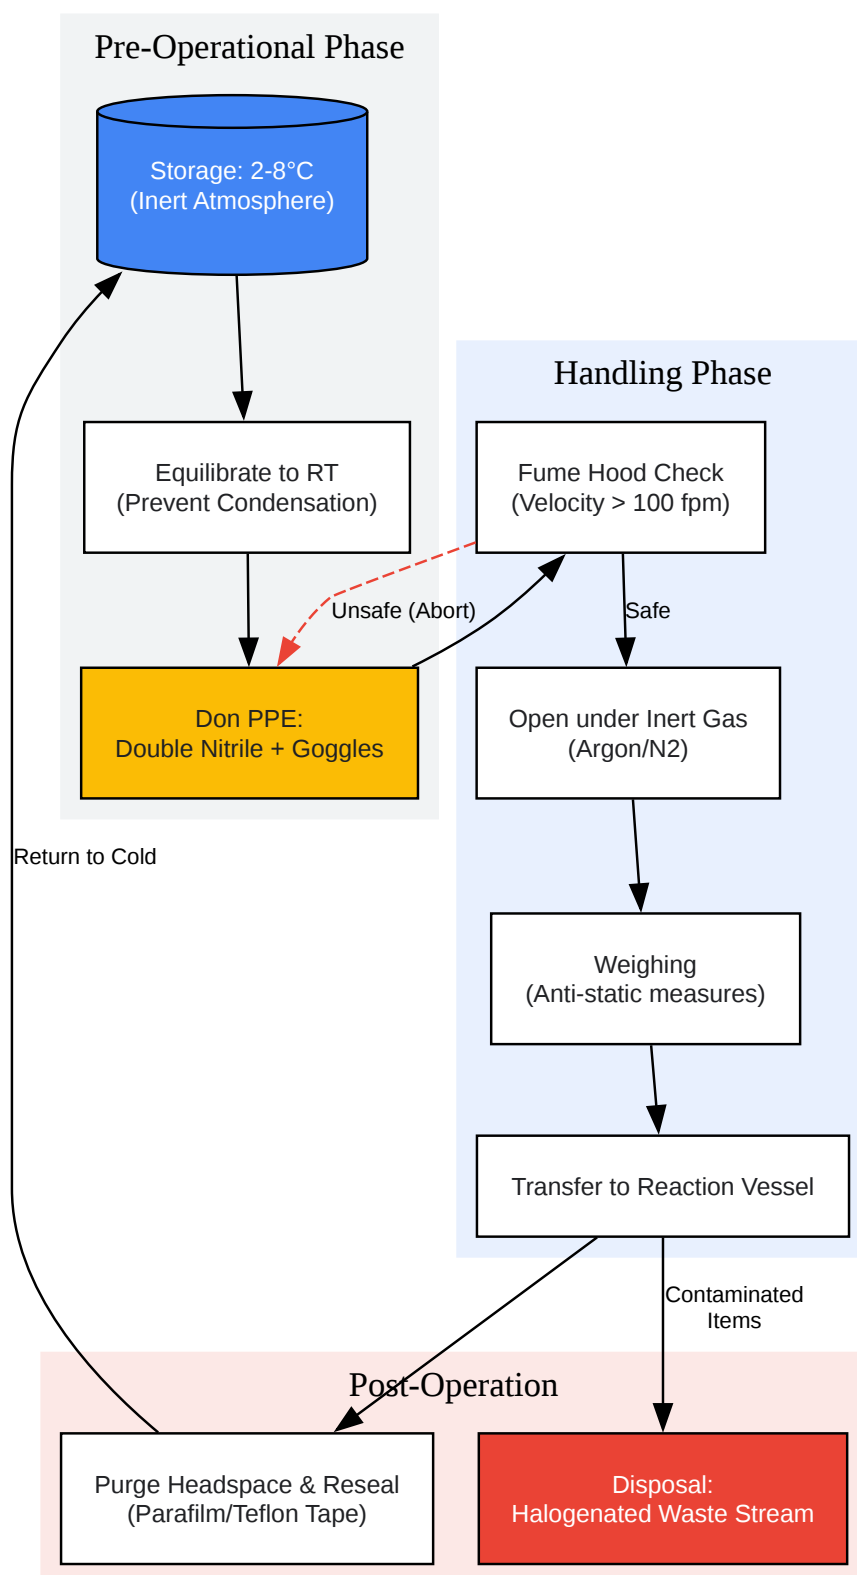 Pre-Operational Phase
Storage: 2-8°C
(Inert Atmosphere)
Handling Phase
Equilibrate to RT
(Prevent Condensation)
Fume Hood Check
(Velocity > 100 fpm)
Unsafe (Abort)
Safe
Don PPE:
Double Nitrile + Goggles
Open under Inert Gas
(Argon/N2)
Return to Cold
Weighing
(Anti-static measures)
Transfer to Reaction Vessel
Contaminated
Items
Post-Operation
Purge Headspace & Reseal
(Parafilm/Teflon Tape)
Disposal:
Halogenated Waste Stream